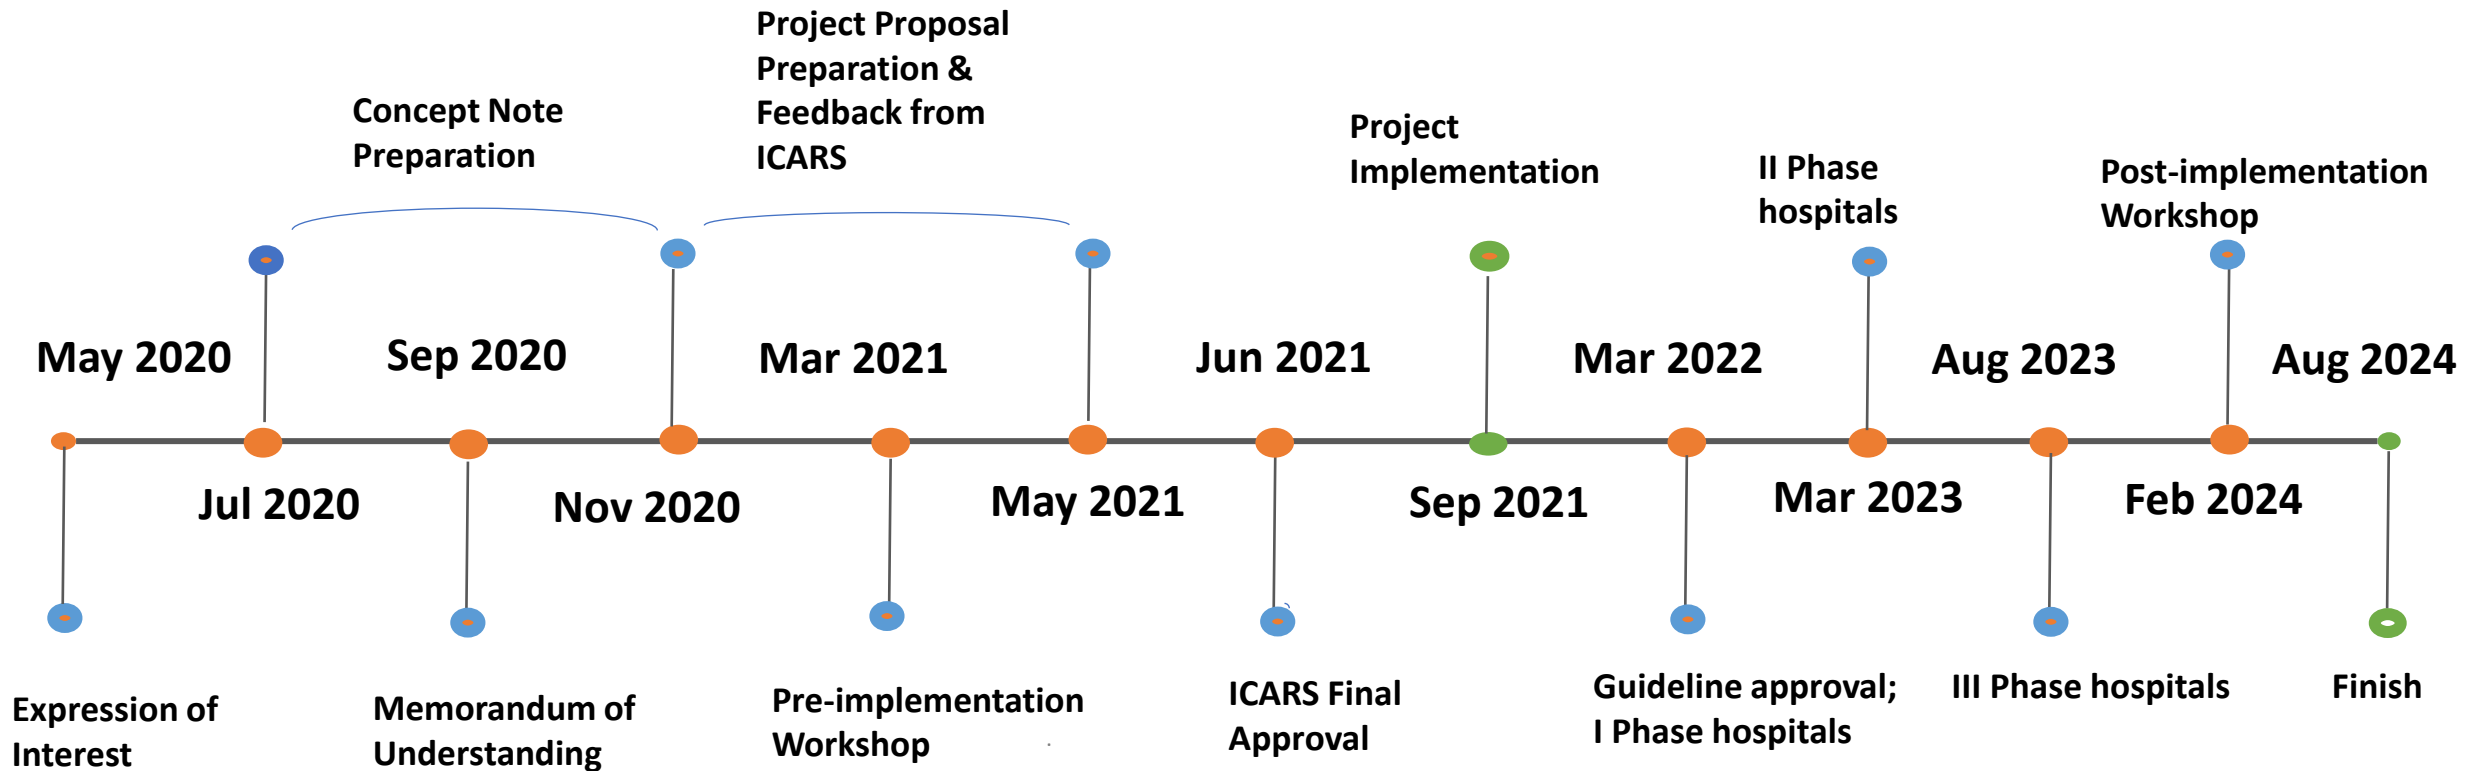 Project Proposal
Preparation &
Feedback from
ICARS
Concept Note
Preparation
Project
Implementation
II Phase
hospitals
Post-implementation
Workshop
May 2020
Sep 2020
Mar 2021
Jun 2021
Mar 2022
Aug 2023
Aug 2024
Jul 2020
Nov 2020
May 2021
Sep 2021
Mar 2023
Feb 2024
Expression of
Interest
Memorandum of
Understanding
Pre-implementation
Workshop
ICARS Final
Approval
Guideline approval;
I Phase hospitals
III Phase hospitals
Finish